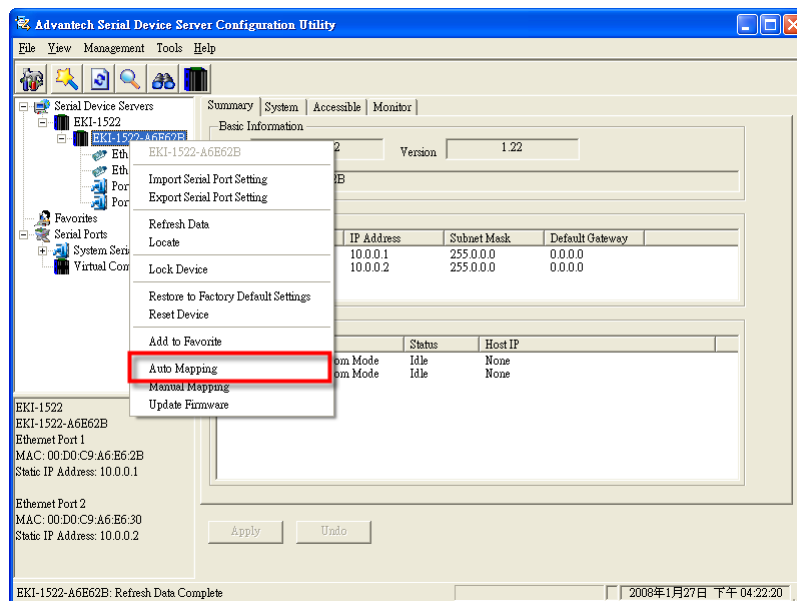 Advantech Serial Device Server Configuration Utility
File View Management Tools Help
Serial Device Servers
EKI-1522
EKI-1522-A6E62B
Eth
Eth
Por
Por
Favorites
Serial Ports
System Seri
Virtual Com
EKI-1522-A6E62B
Import Serial Port Setting
Export Serial Port Setting
Refresh Data
Locate
Lock Device
Restore to Factory Default Settings
Reset Device
Add to Favorite
Auto Mapping
Manual Mapping
Update Firmware
Summary System Accessible Monitor
Basic Information
2 Version 1.22
2B
IP Address Subnet Mask Default Gateway
10.0.0.1 255.0.0.0 0.0.0.0
10.0.0.2 255.0.0.0 0.0.0.0
Status Host IP
om Mode Idle None
om Mode Idle None
Apply Undo
EKI-1522
EKI-1522-A6E62B
Ethernet Port 1
MAC: 00:D0:C9:A6:E6:2B
Static IP Address: 10.0.0.1
Ethernet Port 2
MAC: 00:D0:C9:A6:E6:30
Static IP Address: 10.0.0.2
EKI-1522-A6E62B: Refresh Data Complete
2008年1月27日 下午 04:22:20